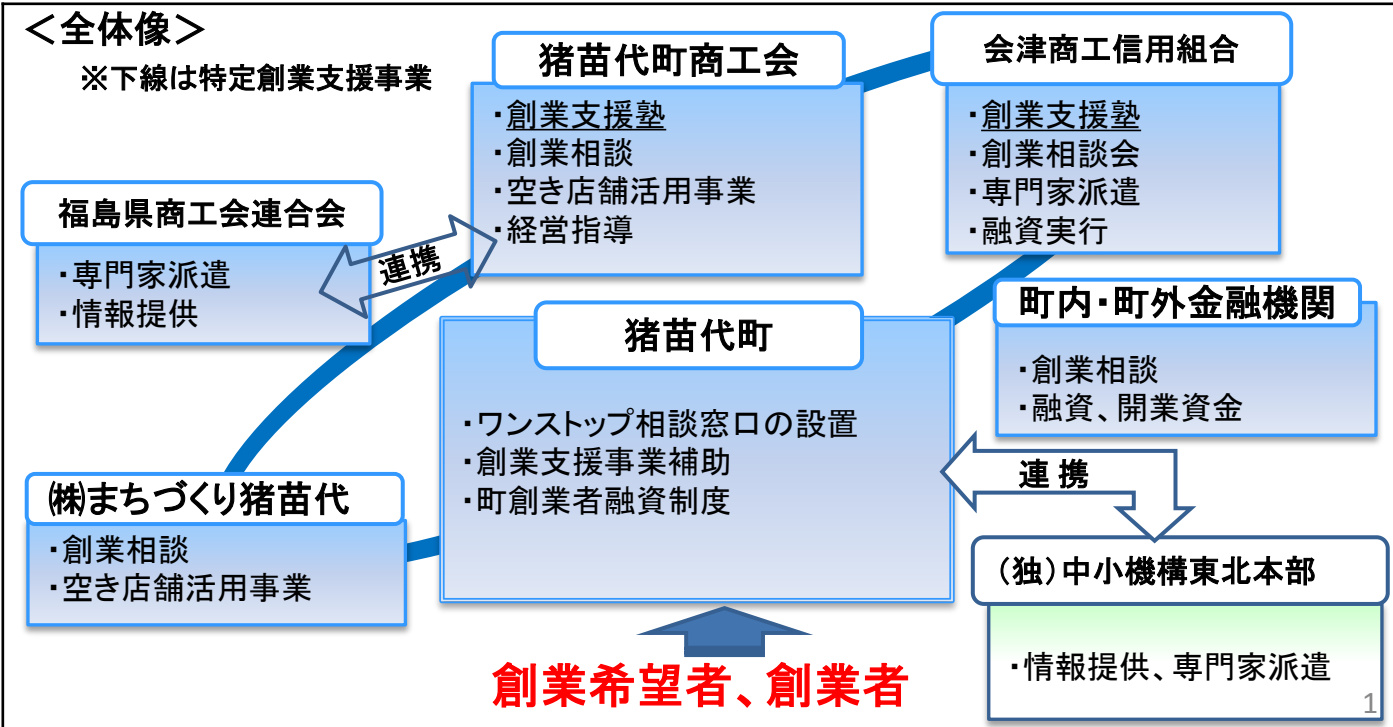 ＜全体像＞
※下線は特定創業支援事業
猪苗代町商工会
・創業支援塾
・創業相談
・空き店舗活用事業
・経営指導
会津商工信用組合
・創業支援塾
・創業相談会
・専門家派遣
・融資実行
福島県商工会連合会
・専門家派遣
・情報提供
連携
町内・町外金融機関
・創業相談
・融資、開業資金
猪苗代町
・ワンストップ相談窓口の設置
・創業支援事業補助
・町創業者融資制度
連携
㈱まちづくり猪苗代
・創業相談
・空き店舗活用事業
（独）中小機構東北本部
・情報提供、専門家派遣
創業希望者、創業者
1